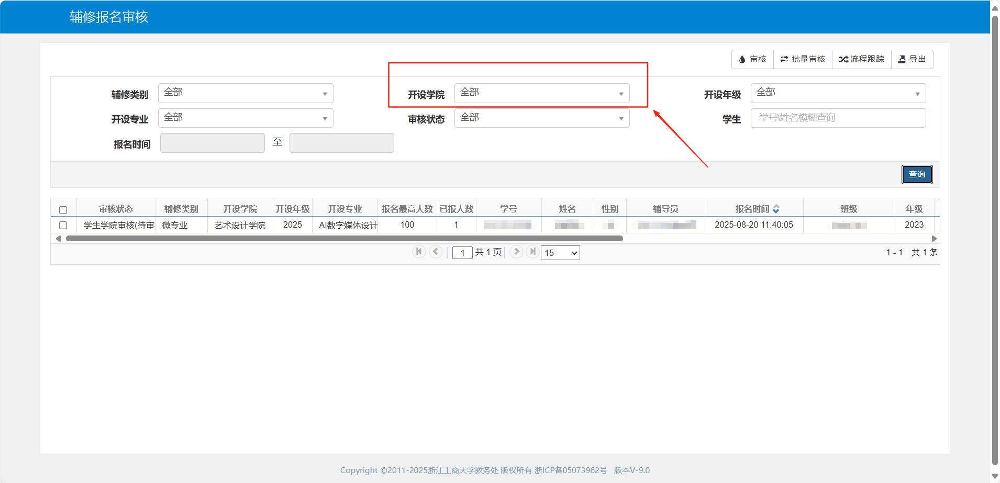 辅修报名审核
审核 批量审核 流程跟踪 导出
辅修类别 全部 开设学院 全部 开设年级 全部
开设专业 全部 审核状态 全部 学生 学号\姓名模糊查询
报名时间 至
查询
审核状态 辅修类别 开设学院 开设年级 开设专业 报名最高人数 已报人数 学号 姓名 性别 辅导员 报名时间 班级 年级
学生学院审核(待审 微专业 艺术设计学院 2025 AI数字媒体设计 100 1 2025-08-20 11:40:05 2023
1 共 1 页 15 1 - 1 共 1 条
Copyright ©2011-2025浙江工商大学教务处 版权所有 浙ICP备05073962号 版本V-9.0